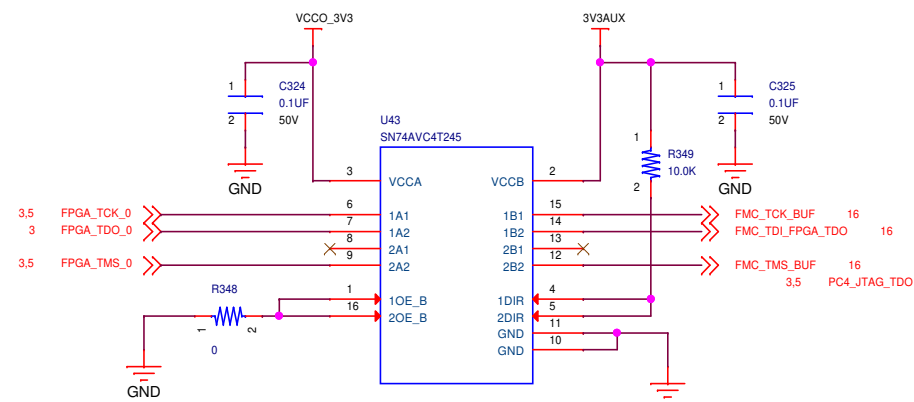 VCCO_3V3
3V3AUX
1 C324
0.1UF
2 50V
GND
U43
SN74AVC4T245
1 C325
0.1UF
2 50V
GND
1
R349
10.0K
2
3 VCCA VCCB 2
3,5 FPGA_TCK_0 6 1A1 1B1 15 FMC_TCK_BUF 16
3 FPGA_TDO_0 7 1A2 1B2 14 FMC_TDI_FPGA_TDO 16
8 2A1 2B1 13
3,5 FPGA_TMS_0 9 2A2 2B2 12 FMC_TMS_BUF 16
3,5 PC4_JTAG_TDO
R348
1 2
0
GND
1 1OE_B 1DIR 4
16 2OE_B 2DIR 5
GND 11
GND 10